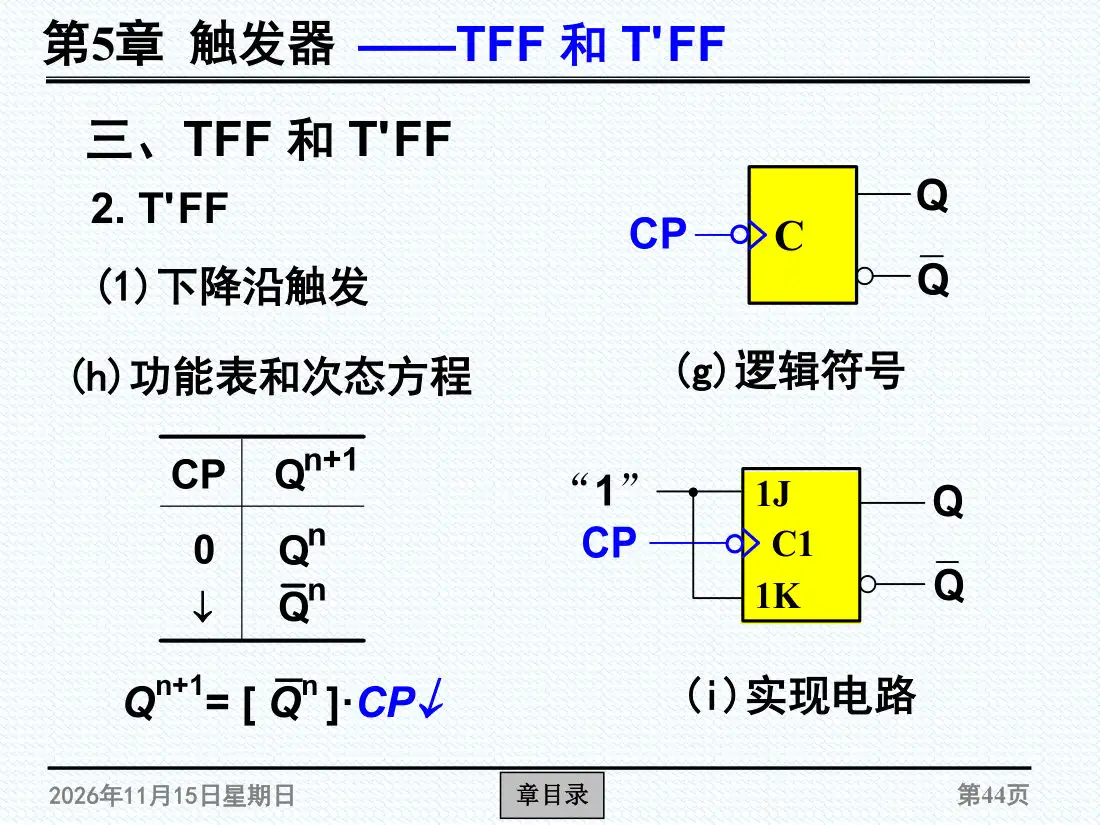 第5章 触发器 ——TFF 和 T'FF
三、TFF 和 T'FF
2. T'FF
(1)下降沿触发
CP
C
Q
Q̅
(g)逻辑符号
(h)功能表和次态方程
CP Qⁿ⁺¹
0 Qⁿ
↓ Q̅ⁿ
Qⁿ⁺¹= [ Q̅ⁿ ]·CP↓
“1”
CP
1J
C1
1K
Q
Q̅
(i)实现电路
2026年11月15日星期日
章目录
第44页